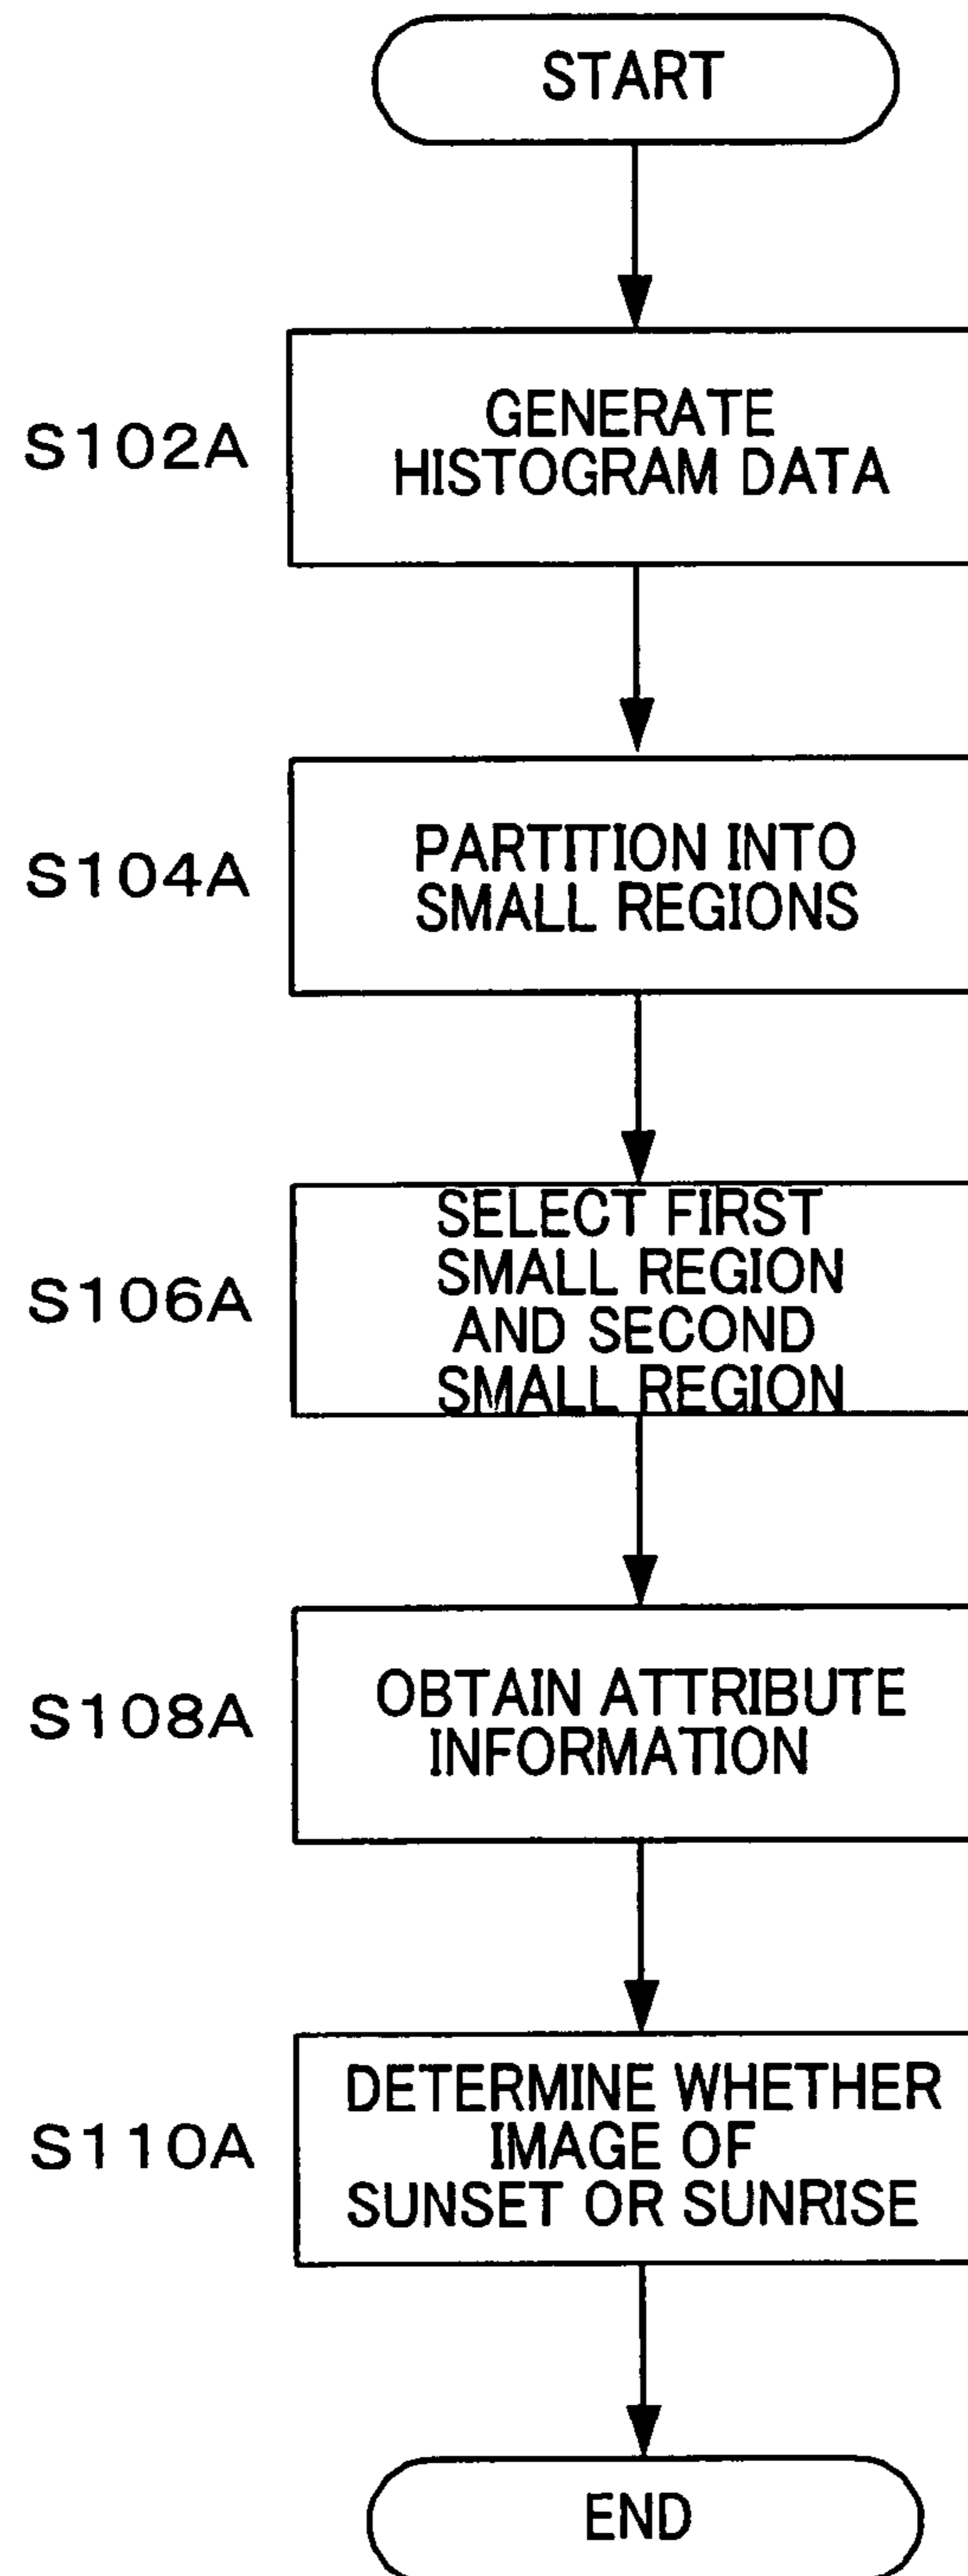 START
S102A
GENERATE
HISTOGRAM DATA
S104A
PARTITION INTO
SMALL REGIONS
S106A
SELECT FIRST
SMALL REGION
AND SECOND
SMALL REGION
S108A
OBTAIN ATTRIBUTE
INFORMATION
S110A
DETERMINE WHETHER
IMAGE OF
SUNSET OR SUNRISE
END